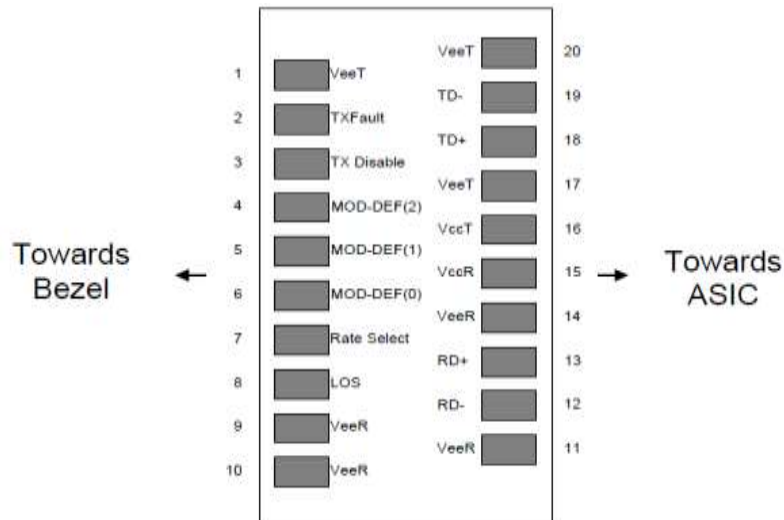 1 VeeT
2 TXFault
3 TX Disable
4 MOD-DEF(2)
5 MOD-DEF(1)
6 MOD-DEF(0)
7 Rate Select
8 LOS
9 VeeR
10 VeeR
VeeT 20
TD- 19
TD+ 18
VeeT 17
VccT 16
VccR 15
VeeR 14
RD+ 13
RD- 12
VeeR 11
Towards
Bezel
Towards
ASIC